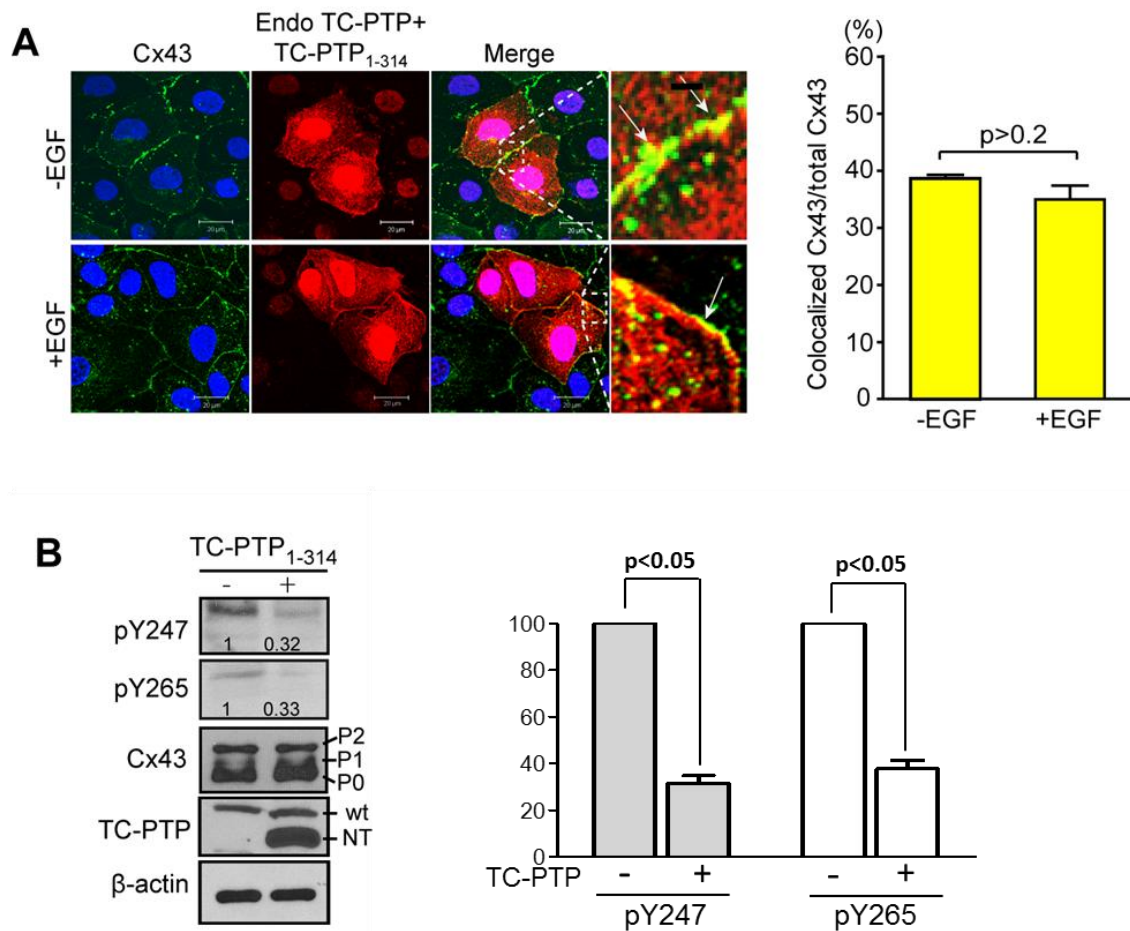 A
Cx43
Endo TC-PTP+
TC-PTP1-314
Merge
-EGF
20 µm
20 µm
20 µm
+EGF
20 µm
20 µm
20 µm
(%)
60
50
40
30
20
10
0
Colocalized Cx43/total Cx43
p>0.2
-EGF
+EGF
B
TC-PTP1-314
- +
pY247
1 0.32
pY265
1 0.33
Cx43
P2
P1
P0
TC-PTP
wt
NT
β-actin
p<0.05
p<0.05
100
80
60
40
20
0
TC-PTP - + - +
pY247 pY265